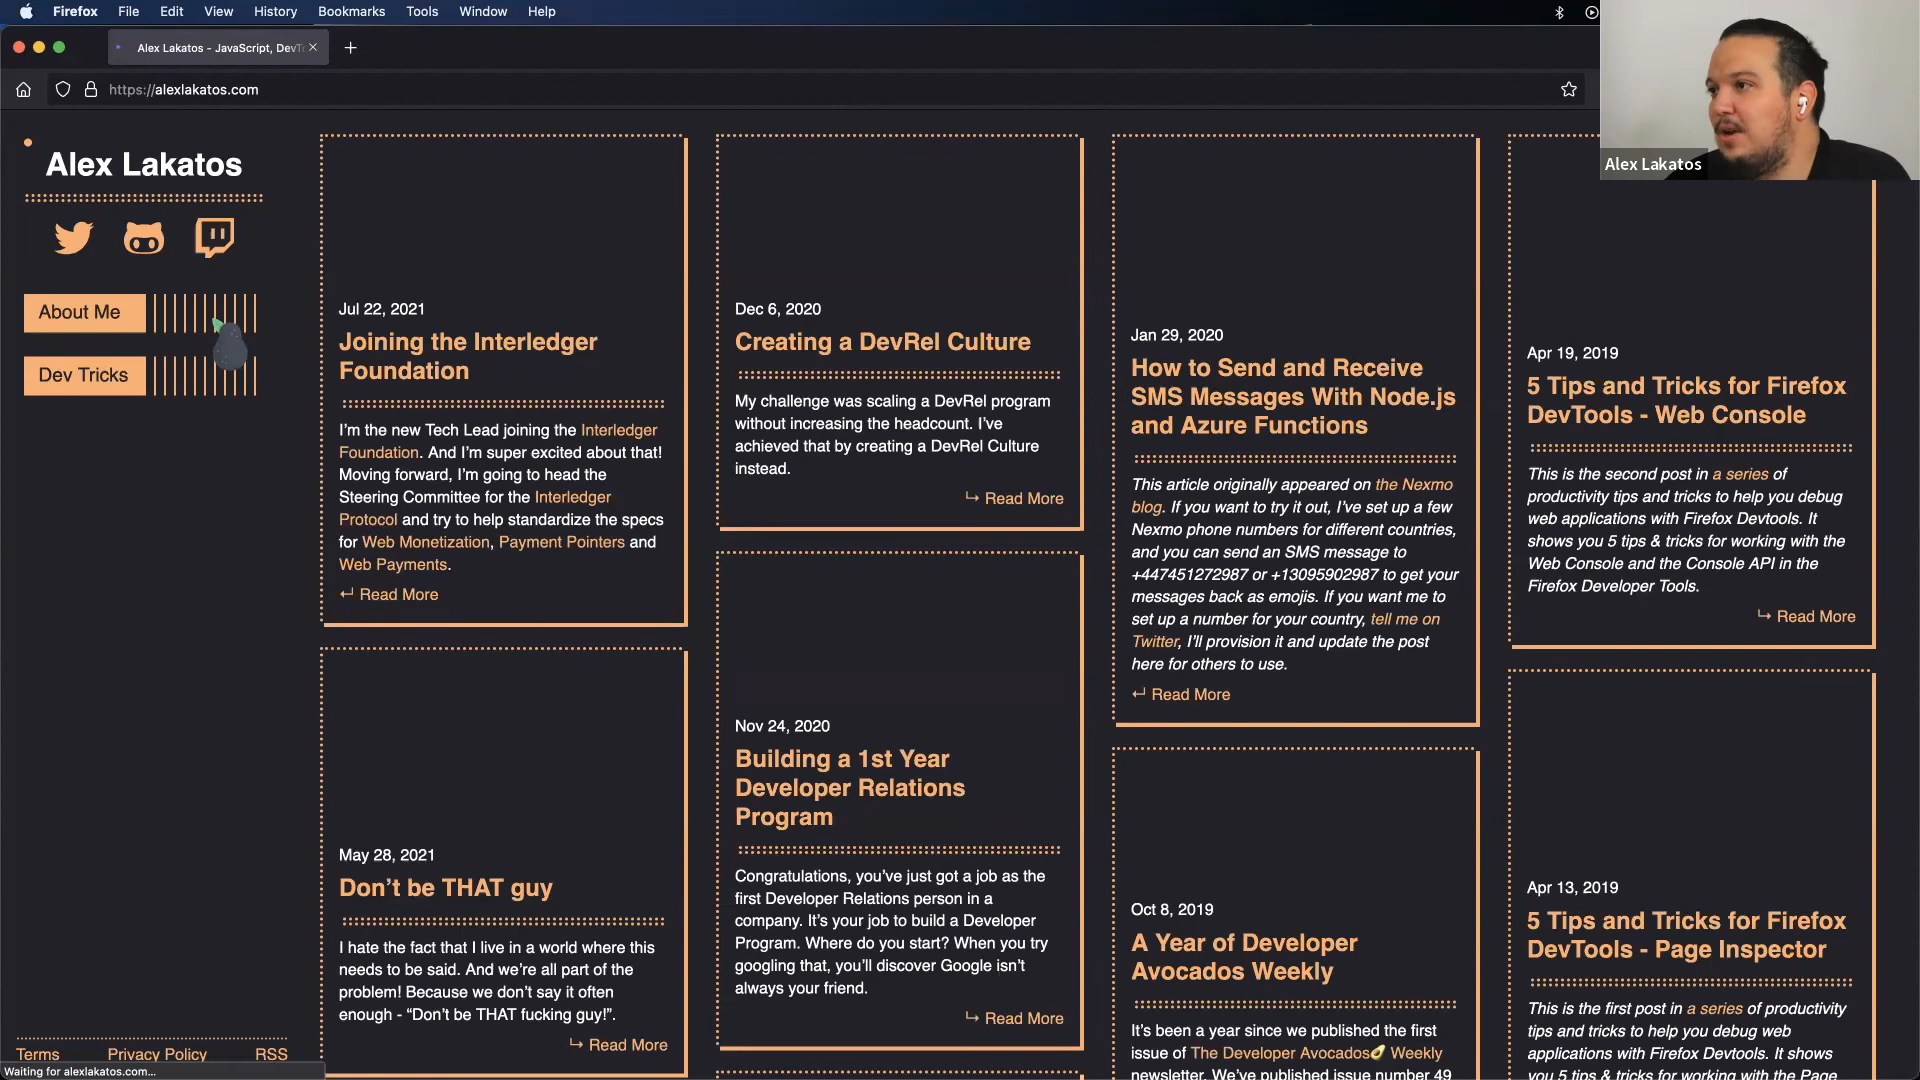 Firefox File Edit View History Bookmarks Tools Window Help
Alex Lakatos - JavaScript, DevT
https://alexlakatos.com
Alex Lakatos
Alex Lakatos
About Me
Dev Tricks
Jul 22, 2021
Joining the Interledger
Foundation
I'm the new Tech Lead joining the Interledger
Foundation. And I'm super excited about that!
Moving forward, I'm going to head the
Steering Committee for the Interledger
Protocol and try to help standardize the specs
for Web Monetization, Payment Pointers and
Web Payments.
↵ Read More
May 28, 2021
Don't be THAT guy
I hate the fact that I live in a world where this
needs to be said. And we're all part of the
problem! Because we don't say it often
enough - “Don't be THAT fucking guy!”.
↪ Read More
Dec 6, 2020
Creating a DevRel Culture
My challenge was scaling a DevRel program
without increasing the headcount. I've
achieved that by creating a DevRel Culture
instead.
↪ Read More
Nov 24, 2020
Building a 1st Year
Developer Relations
Program
Congratulations, you've just got a job as the
first Developer Relations person in a
company. It's your job to build a Developer
Program. Where do you start? When you try
googling that, you'll discover Google isn't
always your friend.
↪ Read More
Jan 29, 2020
How to Send and Receive
SMS Messages With Node.js
and Azure Functions
This article originally appeared on the Nexmo
blog. If you want to try it out, I've set up a few
Nexmo phone numbers for different countries,
and you can send an SMS message to
+447451272987 or +13095902987 to get your
messages back as emojis. If you want me to
set up a number for your country, tell me on
Twitter, I'll provision it and update the post
here for others to use.
↵ Read More
Oct 8, 2019
A Year of Developer
Avocados Weekly
It's been a year since we published the first
issue of The Developer Avocados🥑 Weekly
newsletter. We've published issue number 49
Apr 19, 2019
5 Tips and Tricks for Firefox
DevTools - Web Console
This is the second post in a series of
productivity tips and tricks to help you debug
web applications with Firefox Devtools. It
shows you 5 tips & tricks for working with the
Web Console and the Console API in the
Firefox Developer Tools.
↪ Read More
Apr 13, 2019
5 Tips and Tricks for Firefox
DevTools - Page Inspector
This is the first post in a series of productivity
tips and tricks to help you debug web
applications with Firefox Devtools. It shows
you 5 tips & tricks for working with the Page
Terms Privacy Policy RSS
Waiting for alexlakatos.com...